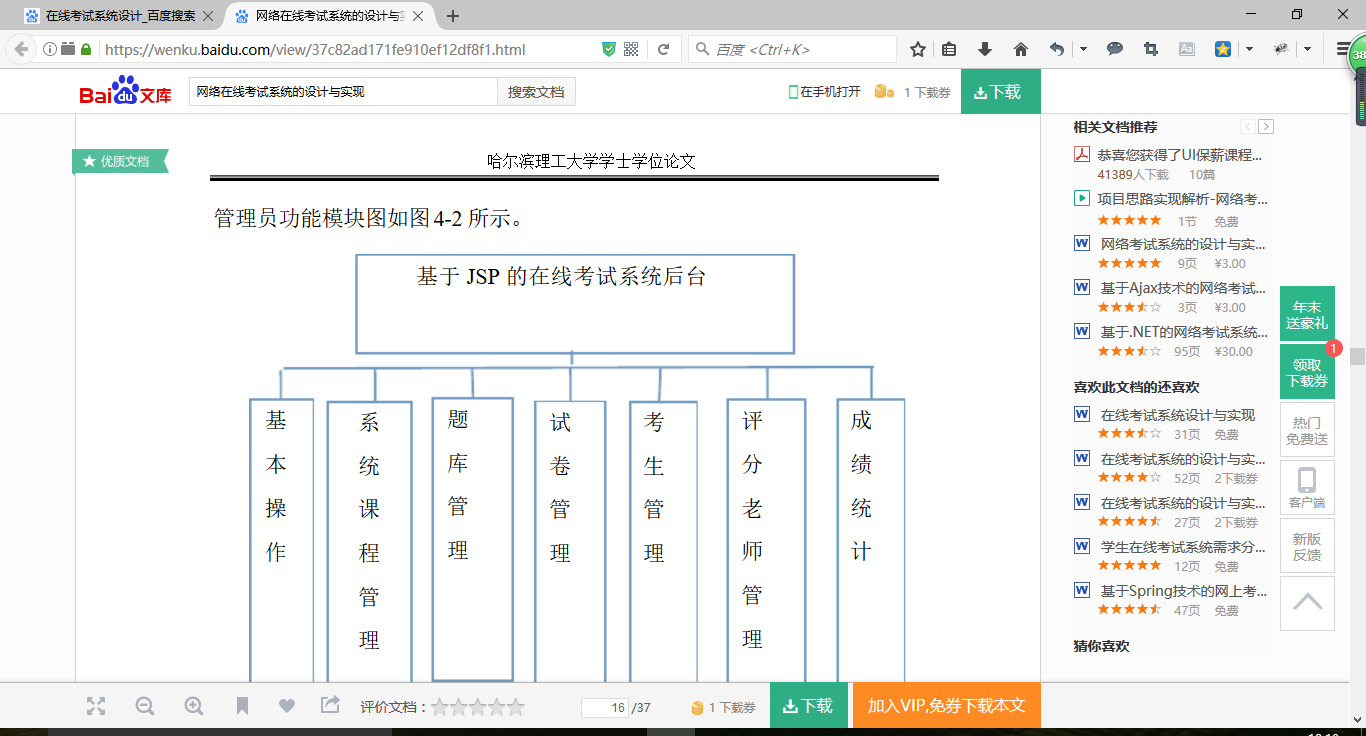 在线考试系统设计_百度搜索
网络在线考试系统的设计与实
https://wenku.baidu.com/view/37c82ad171fe910ef12df8f1.html
百度 <Ctrl+K>
38
Bai du 文库
网络在线考试系统的设计与实现
搜索文档
在手机打开
1 下载券
下载
优质文档
哈尔滨理工大学学士学位论文
管理员功能模块图如图 4-2 所示。
基于 JSP 的在线考试系统后台
基本操作
系统课程管理
题库管理
试卷管理
考生管理
评分老师管理
成绩统计
相关文档推荐
恭喜您获得了UI保薪课程...
41389人下载 10篇
项目思路实现解析-网络考...
1节 免费
网络考试系统的设计与实...
9页 ¥3.00
基于Ajax技术的网络考试...
3页 ¥3.00
基于.NET的网络考试系统...
95页 ¥30.00
喜欢此文档的还喜欢
在线考试系统设计与实现
31页 免费
在线考试系统的设计与实...
52页 2下载券
在线考试系统的设计与实...
27页 2下载券
学生在线考试系统需求分...
12页 免费
基于Spring技术的网上考...
47页 免费
猜你喜欢
年末
送豪礼
1
领取
下载券
热门
免费送
客户端
新版
反馈
评价文档：
16 /37
1 下载券
下载
加入VIP,免券下载本文